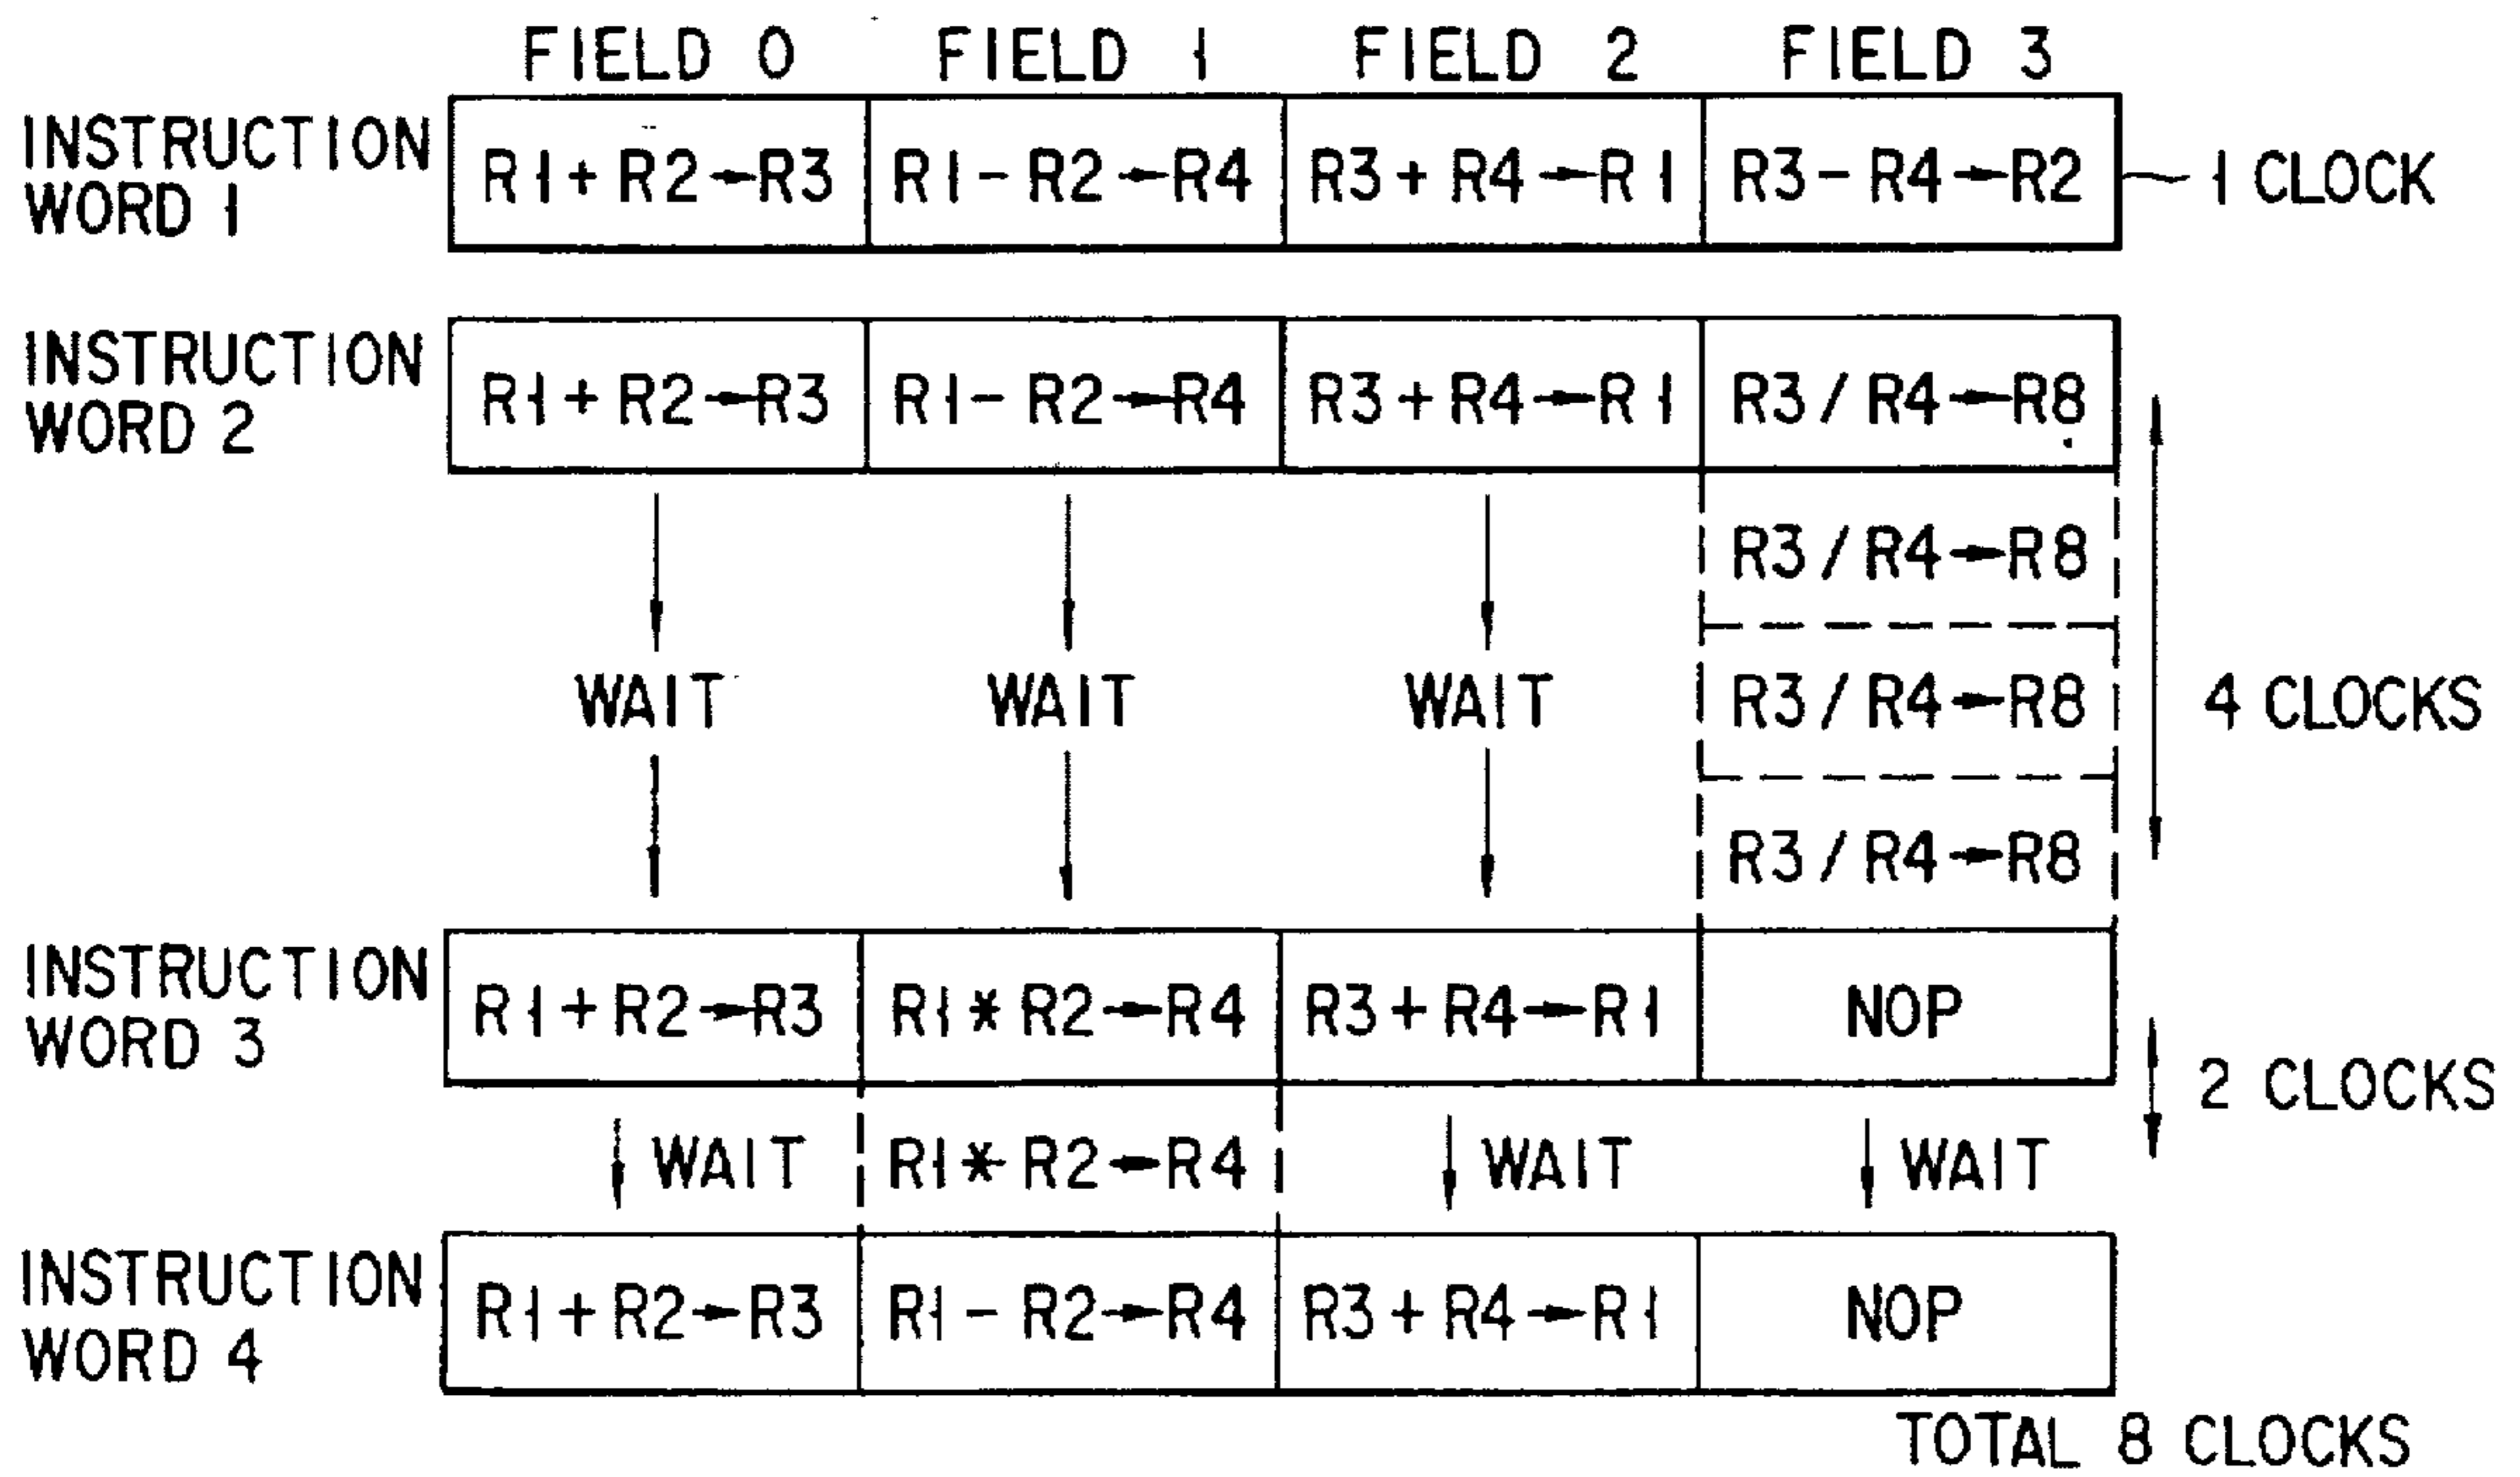 FIELD 0 FIELD 1 FIELD 2 FIELD 3
INSTRUCTION
WORD 1
R1+R2→R3 R1-R2→R4 R3+R4→R1 R3-R4→R2 1 CLOCK
INSTRUCTION
WORD 2
R1+R2→R3 R1-R2→R4 R3+R4→R1 R3/R4→R8
R3/R4→R8
WAIT WAIT WAIT R3/R4→R8 4 CLOCKS
R3/R4→R8
INSTRUCTION
WORD 3
R1+R2→R3 R1*R2→R4 R3+R4→R1 NOP
2 CLOCKS
WAIT R1*R2→R4 WAIT WAIT
INSTRUCTION
WORD 4
R1+R2→R3 R1-R2→R4 R3+R4→R1 NOP
TOTAL 8 CLOCKS